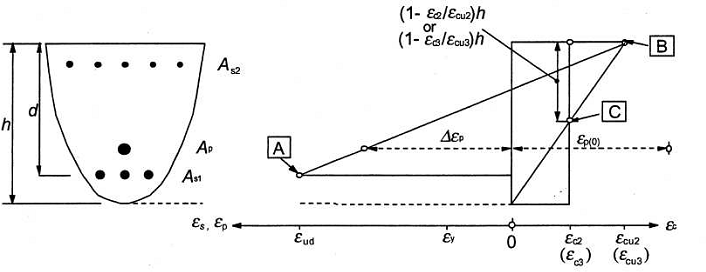 (1- εc2/εcu2)h
or
(1- εc3/εcu3)h
B
As2
d
h
C
Δεp
εp(0)
Ap
A
As1
εs, εp
εud
εy
0
εc2
(εc3)
εcu2
(εcu3)
εc